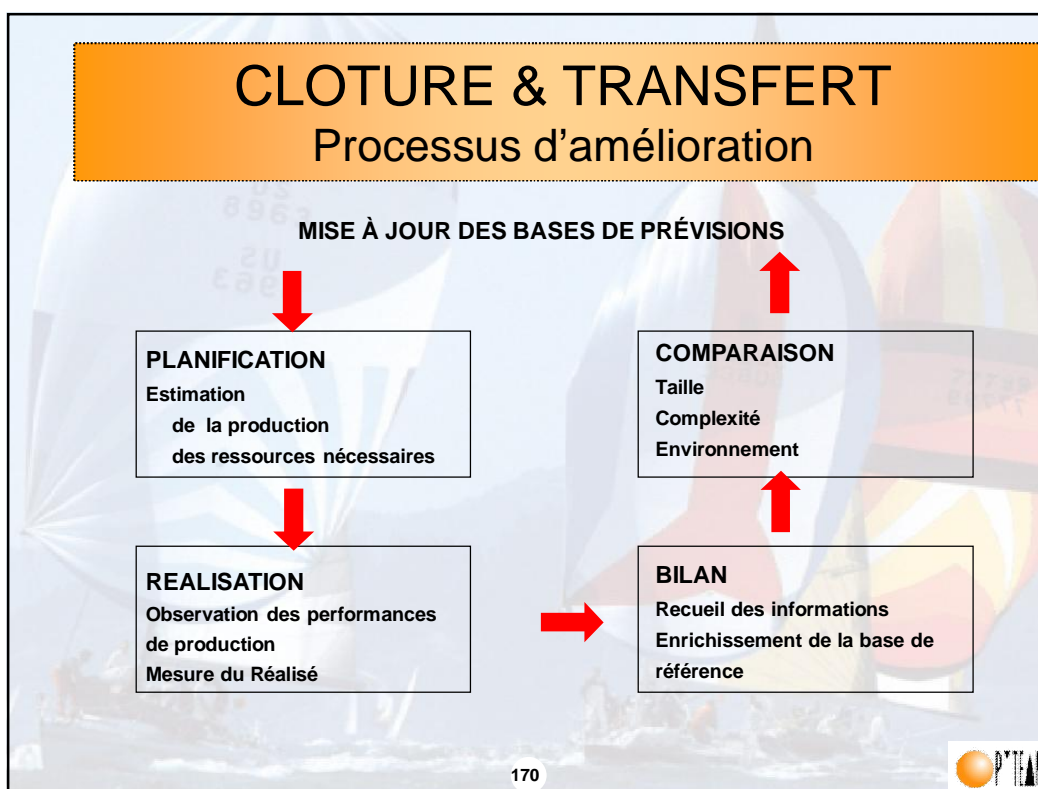 CLOTURE & TRANSFERT
Processus d’amélioration
MISE À JOUR DES BASES DE PRÉVISIONS
PLANIFICATION
Estimation
de la production
des ressources nécessaires
REALISATION
Observation des performances
de production
Mesure du Réalisé
BILAN
Recueil des informations
Enrichissement de la base de
référence
COMPARAISON
Taille
Complexité
Environnement
170